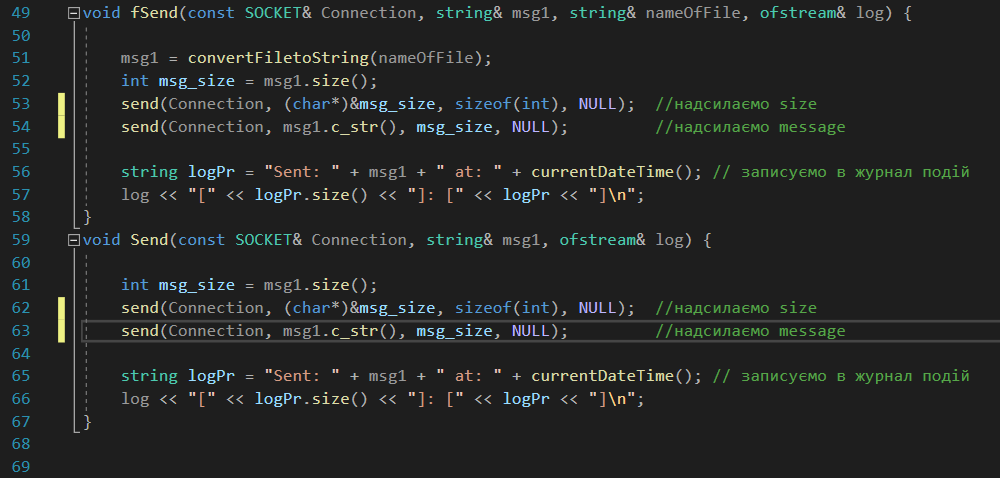 49 void fSend(const SOCKET& Connection, string& msg1, string& nameOfFile, ofstream& log) {
50
51 msg1 = convertFiletoString(nameOfFile);
52 int msg_size = msg1.size();
53 send(Connection, (char*)&msg_size, sizeof(int), NULL); //надсилаємо size
54 send(Connection, msg1.c_str(), msg_size, NULL); //надсилаємо message
55
56 string logPr = "Sent: " + msg1 + " at: " + currentDateTime(); // записуємо в журнал подій
57 log << "[" << logPr.size() << "]: [" << logPr << "]\n";
58 }
59 void Send(const SOCKET& Connection, string& msg1, ofstream& log) {
60
61 int msg_size = msg1.size();
62 send(Connection, (char*)&msg_size, sizeof(int), NULL); //надсилаємо size
63 send(Connection, msg1.c_str(), msg_size, NULL); //надсилаємо message
64
65 string logPr = "Sent: " + msg1 + " at: " + currentDateTime(); // записуємо в журнал подій
66 log << "[" << logPr.size() << "]: [" << logPr << "]\n";
67 }
68
69